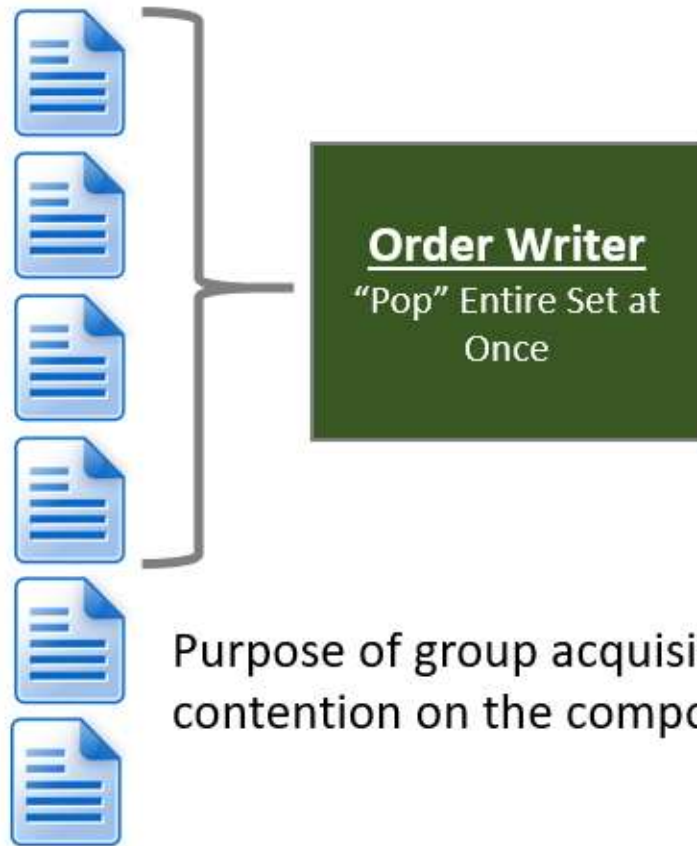 Order Writer
“Pop” Entire Set at
Once
Purpose of group
contention on the